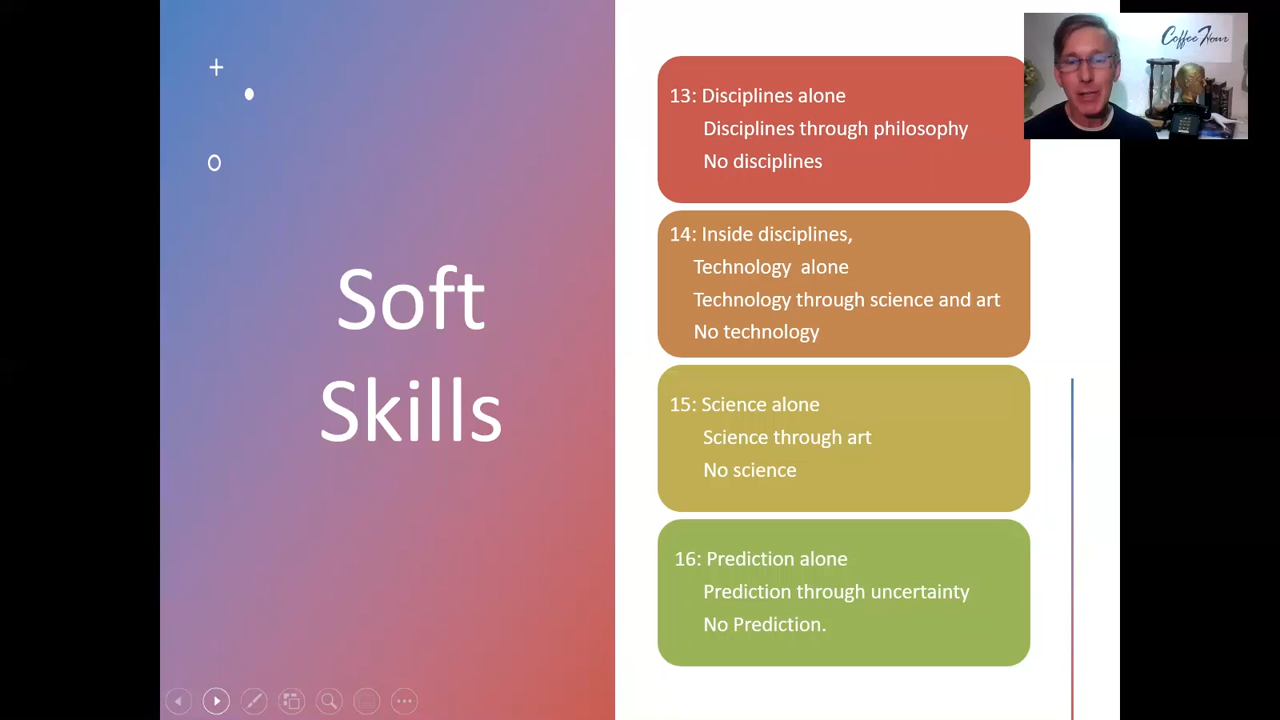 Coffee Hour
Soft
Skills
13: Disciplines alone
Disciplines through philosophy
No disciplines
14: Inside disciplines,
Technology  alone
Technology through science and art
No technology
15: Science alone
Science through art
No science
16: Prediction alone
Prediction through uncertainty
No Prediction.